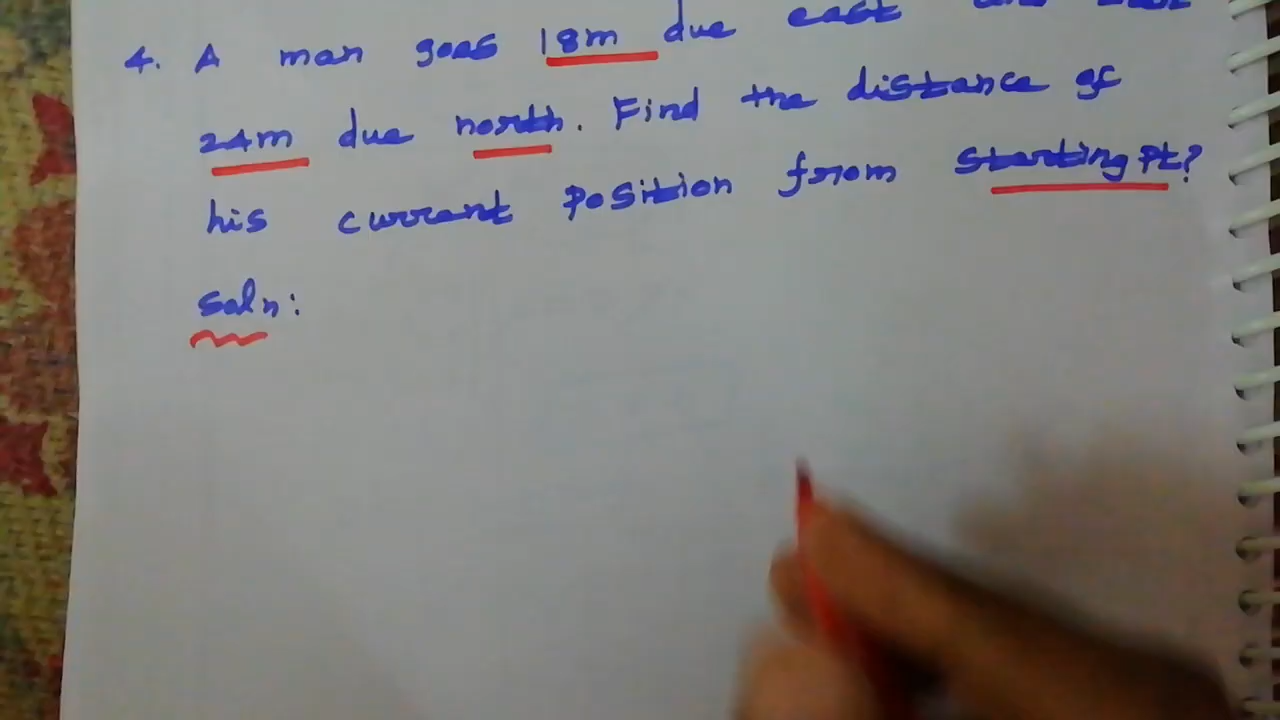 4. A man goes 18m due east
24m due north. Find the distance of
his current position from starting pt?
Soln: